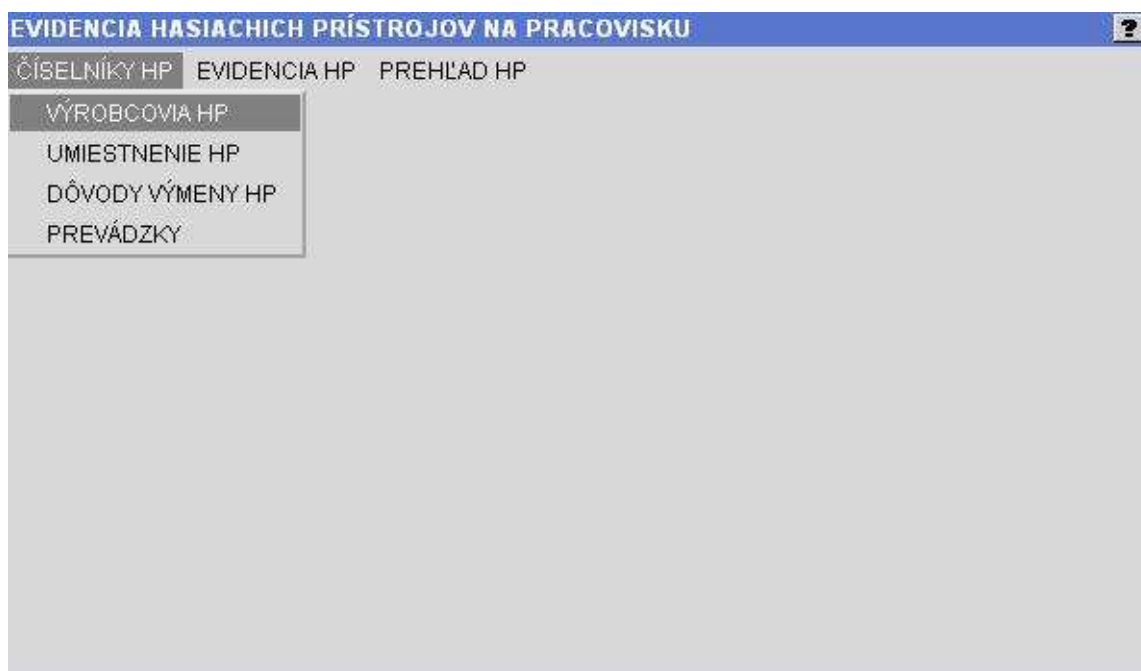 EVIDENCIA HASIACHICH PRÍSTROJOV NA PRACOVISKU ?
ČÍSELNÍKY HP EVIDENCIA HP PREHĽAD HP
VÝROBCOVIA HP
UMIESTNENIE HP
DÔVODY VÝMENY HP
PREVÁDZKY